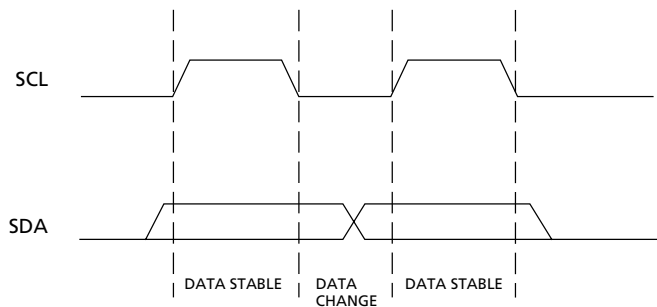 SCL
SDA
DATA STABLE
DATA
CHANGE
DATA STABLE